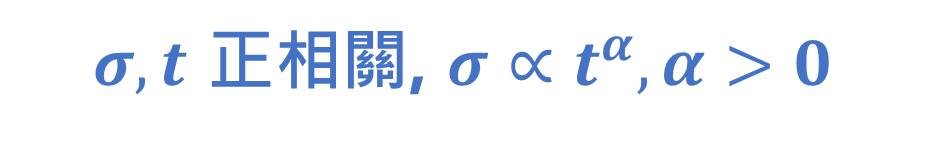 σ, t 正相關, σ ∝ t^α, α > 0